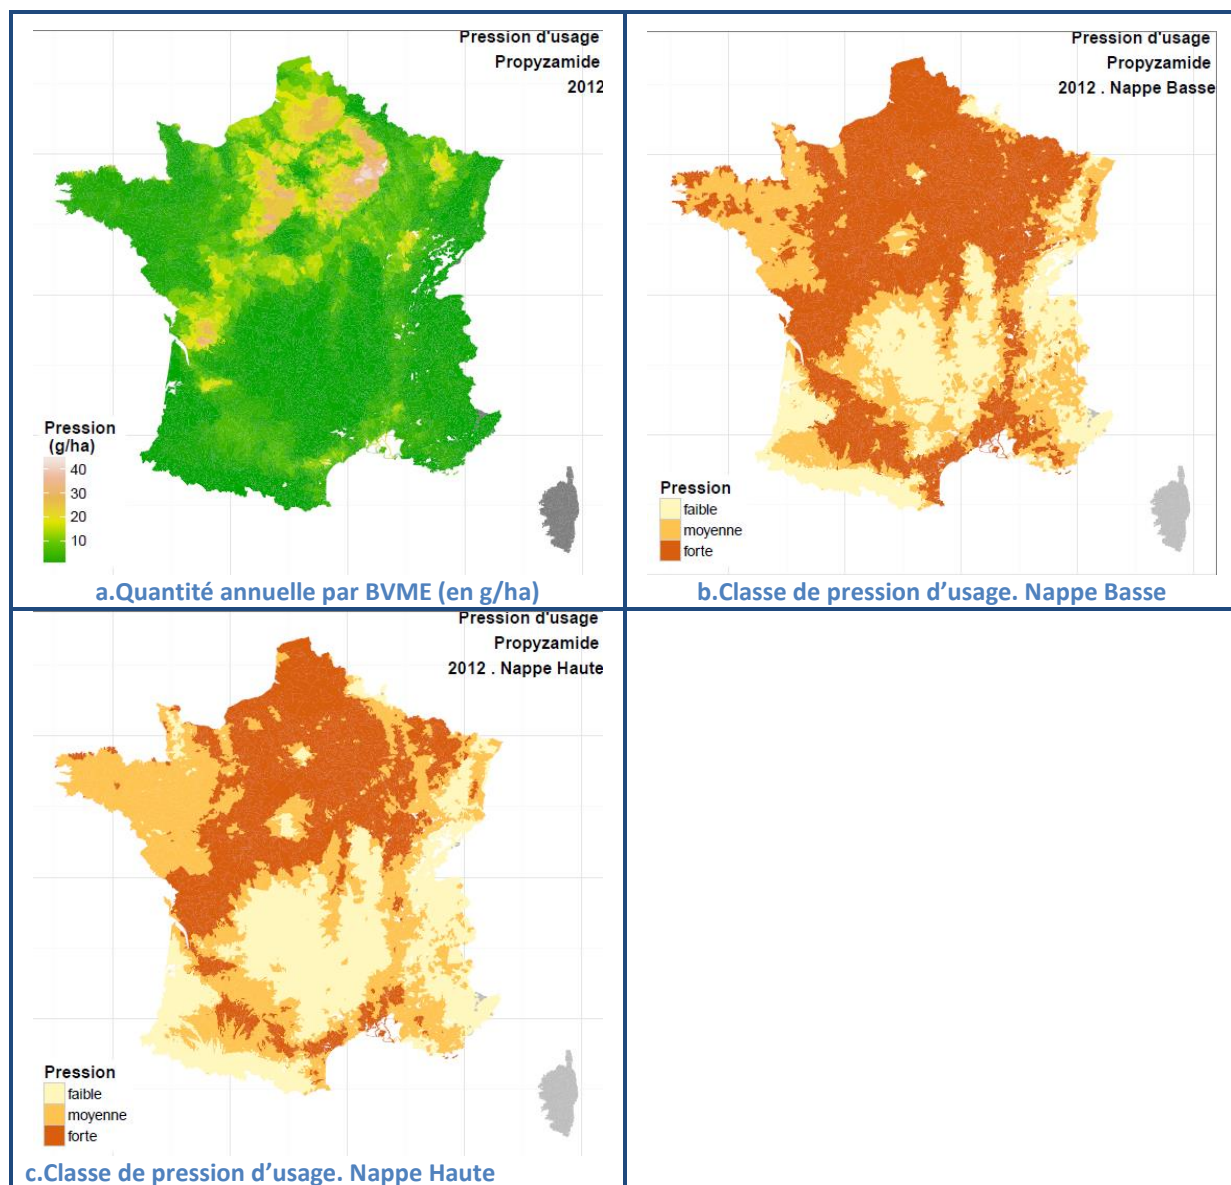 Pression d'usage
Propyzamide
2012
Pression
(g/ha)
40
30
20
10
a.Quantité annuelle par BVME (en g/ha)
Pression d'usage
Propyzamide
2012 . Nappe Basse
Pression
faible
moyenne
forte
b.Classe de pression d’usage. Nappe Basse
Pression d'usage
Propyzamide
2012 . Nappe Haute
Pression
faible
moyenne
forte
c.Classe de pression d’usage. Nappe Haute